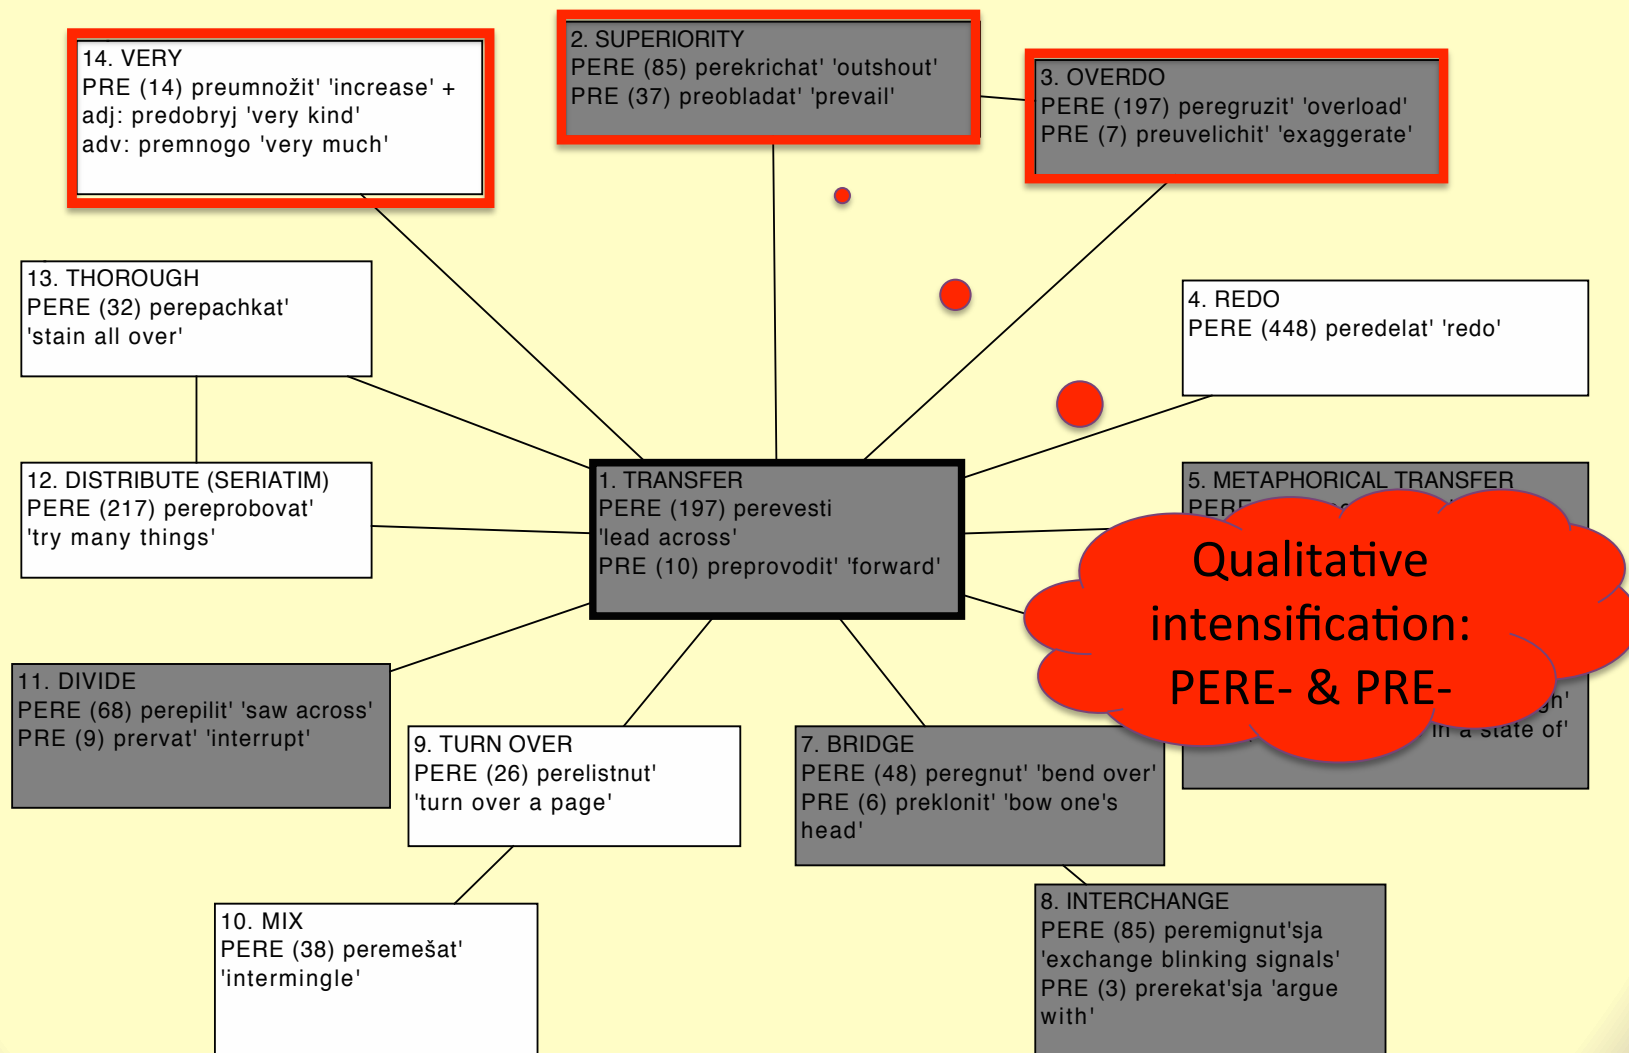 14. VERY
PRE (14) preumnožit' 'increase' +
adj: predobryj 'very kind'
adv: premnogo 'very much'
2. SUPERIORITY
PERE (85) perekrichat' 'outshout'
PRE (37) preobladat' 'prevail'
3. OVERDO
PERE (197) peregruzit' 'overload'
PRE (7) preuvelichit' 'exaggerate'
13. THOROUGH
PERE (32) perepachkat'
'stain all over'
4. REDO
PERE (448) peredelat' 'redo'
12. DISTRIBUTE (SERIATIM)
PERE (217) pereprobovat'
'try many things'
1. TRANSFER
PERE (197) perevesti
'lead across'
PRE (10) preprovodit' 'forward'
5. METAPHORICAL TRANSFER
PERE
Qualitative
intensification:
PERE- & PRE-
in a state of'
11. DIVIDE
PERE (68) perepilit' 'saw across'
PRE (9) prervat' 'interrupt'
9. TURN OVER
PERE (26) perelistnut'
'turn over a page'
7. BRIDGE
PERE (48) peregnut' 'bend over'
PRE (6) preklonit' 'bow one's
head'
10. MIX
PERE (38) peremešat'
'intermingle'
8. INTERCHANGE
PERE (85) peremignut'sja
'exchange blinking signals'
PRE (3) prerekat'sja 'argue
with'